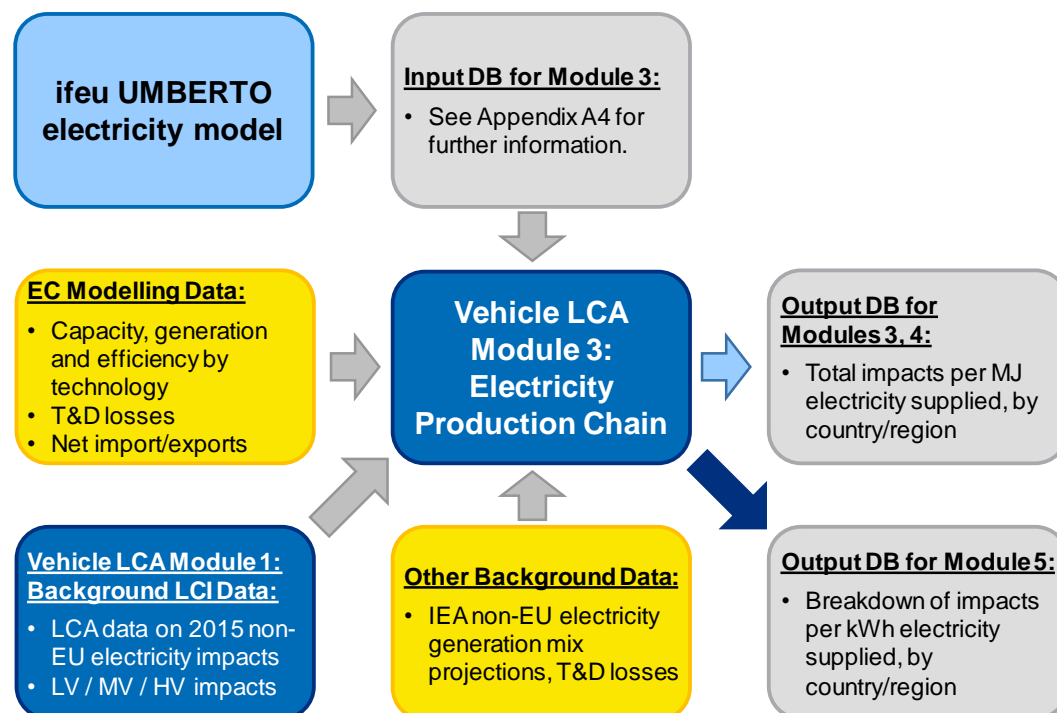 ifeu UMBERTO
electricity model
Input DB for Module 3:
• See Appendix A4 for
further information.
EC Modelling Data:
• Capacity, generation
and efficiency by
technology
• T&D losses
• Net import/exports
Vehicle LCA
Module 3:
Electricity
Production Chain
Output DB for
Modules 3, 4:
• Total impacts per MJ
electricity supplied, by
country/region
Vehicle LCA Module 1:
Background LCI Data:
• LCA data on 2015 non-
EU electricity impacts
• LV / MV / HV impacts
Other Background Data:
• IEA non-EU electricity
generation mix
projections, T&D losses
Output DB for Module 5:
• Breakdown of impacts
per kWh electricity
supplied, by
country/region